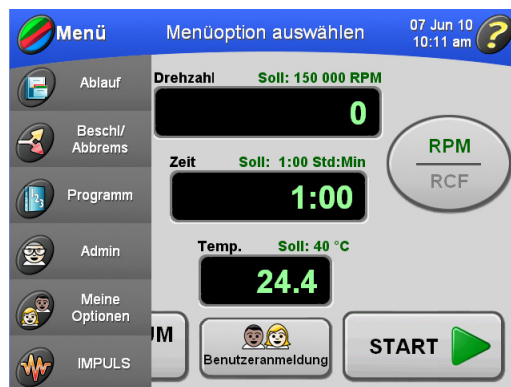 Menü
Menüoption auswählen
07 Jun 10
10:11 am
?
Ablauf
Beschl/
Abbrems
Programm
Admin
Meine
Optionen
IMPULS
Drehzahl Soll: 150 000 RPM
0
Zeit Soll: 1:00 Std:Min
1:00
Temp. Soll: 40 °C
24.4
RPM
RCF
UM
Benutzeranmeldung
START